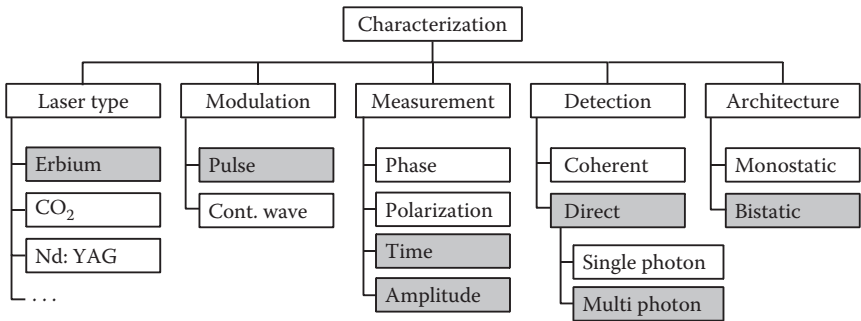 Characterization
Laser type
Modulation
Measurement
Detection
Architecture
Erbium
CO₂
Nd: YAG
. . .
Pulse
Cont. wave
Phase
Polarization
Time
Amplitude
Coherent
Direct
Single photon
Multi photon
Monostatic
Bistatic